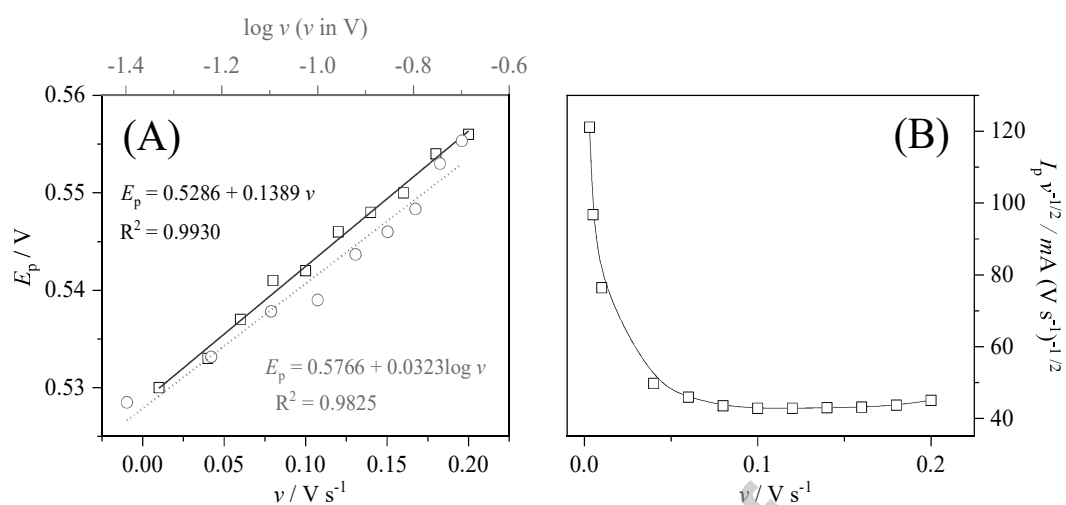 log v (v in V)
-1.4 -1.2 -1.0 -0.8 -0.6
(A)
0.56
0.55
0.54
0.53
E_p / V
E_p = 0.5286 + 0.1389 v
R² = 0.9930
E_p = 0.5766 + 0.0323log v
R² = 0.9825
0.00 0.05 0.10 0.15 0.20
v / V s⁻¹
(B)
120
100
80
60
40
I_p v^-1/2 / mA (V s⁻¹)^-1/2
0.0 0.1 0.2
v / V s⁻¹